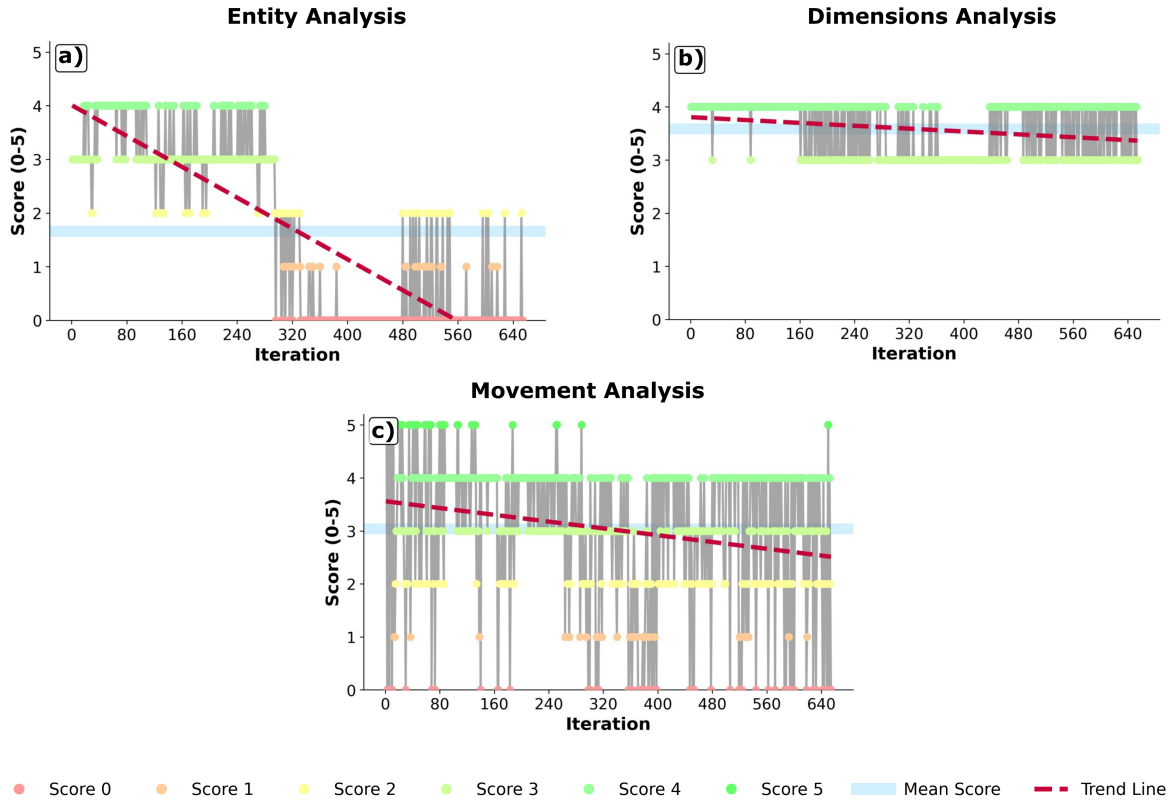 Entity Analysis
Dimensions Analysis
a)
5
4
3
2
1
0
Score (0-5)
0 80 160 240 320 400 480 560 640
Iteration
b)
5
4
3
2
1
0
Score (0-5)
0 80 160 240 320 400 480 560 640
Iteration
Movement Analysis
c)
5
4
3
2
1
0
Score (0-5)
0 80 160 240 320 400 480 560 640
Iteration
Score 0 Score 1 Score 2 Score 3 Score 4 Score 5 Mean Score Trend Line